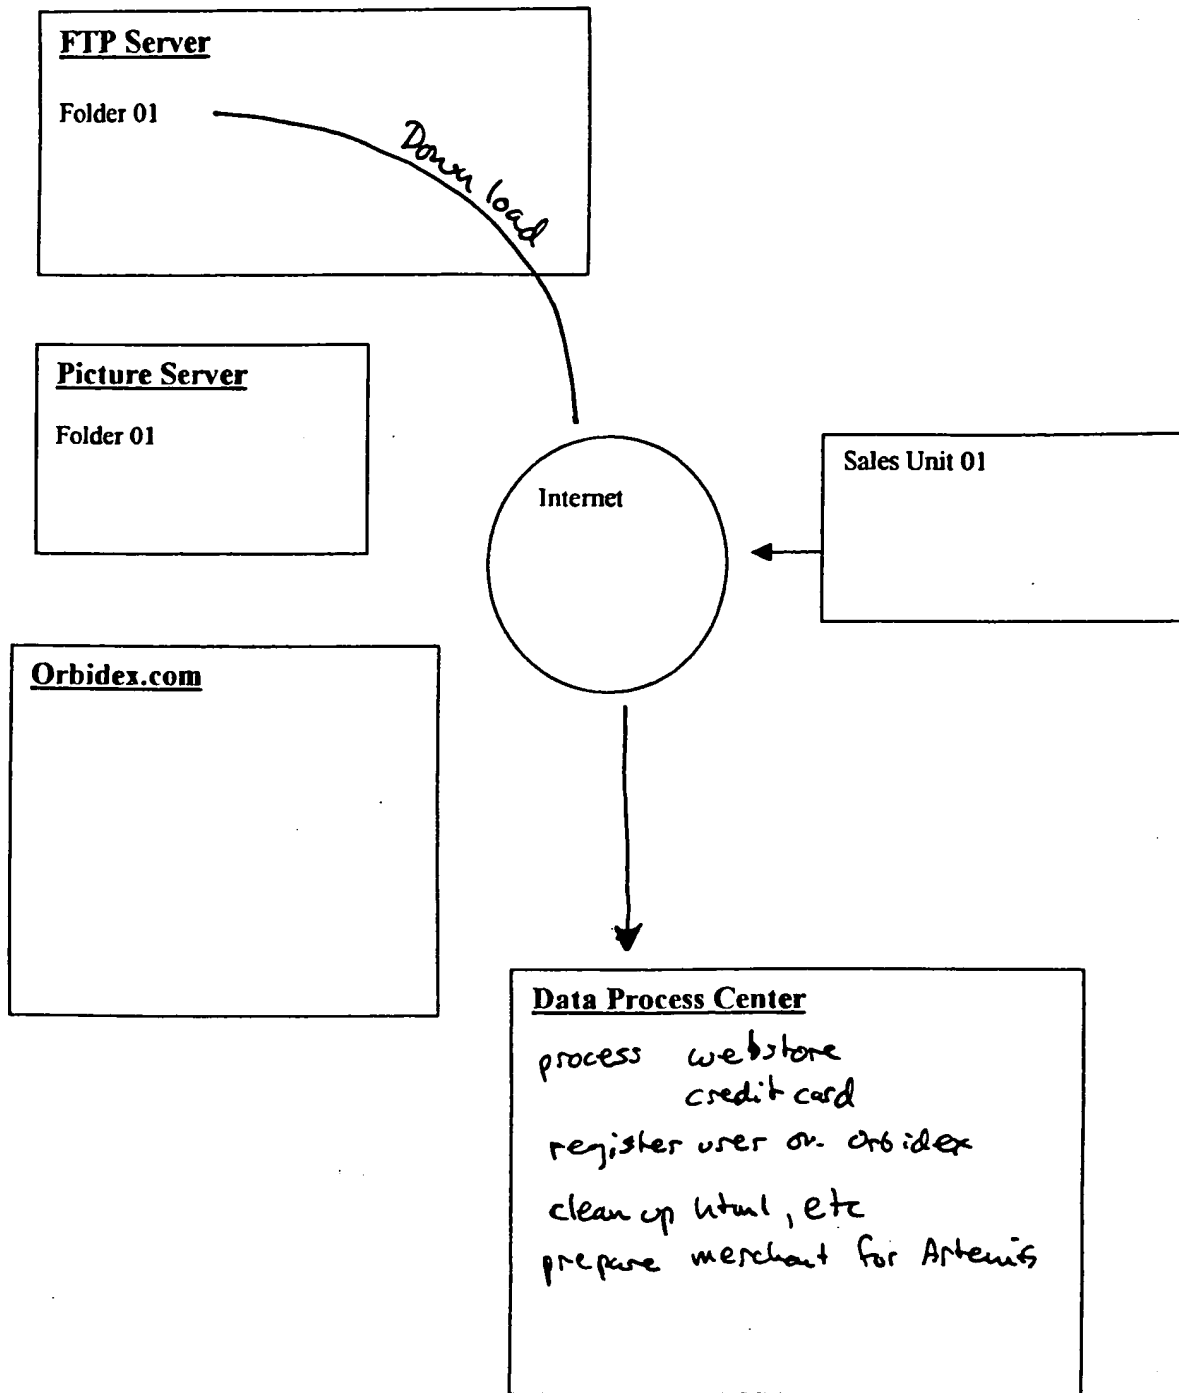 FTP Server
Folder 01
Down load
Picture Server
Folder 01
Internet
Sales Unit 01
Orbidex.com
Data Process Center
process webstore
credit card
register user on Orbidex
clean up html, etc
prepare merchant for Artemis